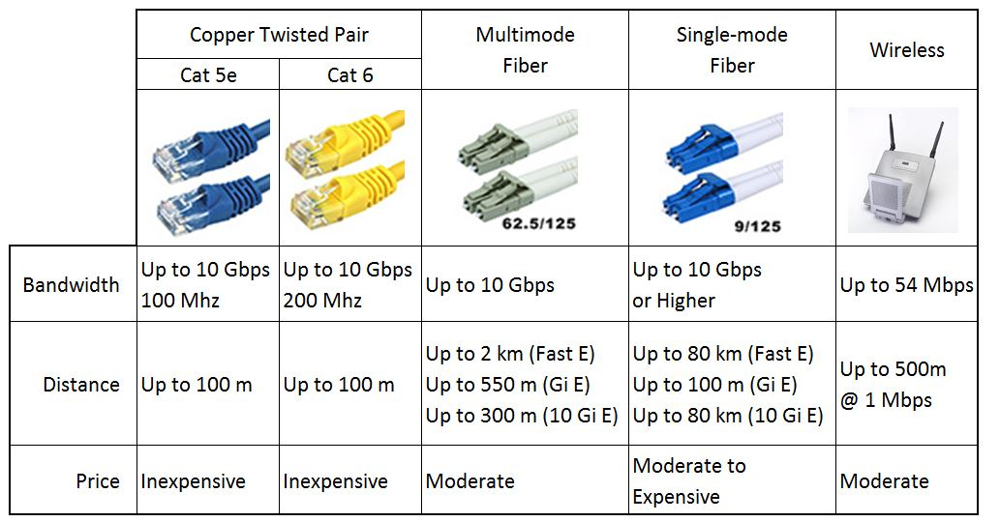 Copper Twisted Pair
Multimode
Fiber
Single-mode
Fiber
Wireless
Cat 5e
Cat 6
62.5/125
9/125
Bandwidth
Up to 10 Gbps
100 Mhz
Up to 10 Gbps
200 Mhz
Up to 10 Gbps
Up to 10 Gbps
or Higher
Up to 54 Mbps
Distance
Up to 100 m
Up to 100 m
Up to 2 km (Fast E)
Up to 550 m (Gi E)
Up to 300 m (10 Gi E)
Up to 80 km (Fast E)
Up to 100 m (Gi E)
Up to 80 km (10 Gi E)
Up to 500m
@ 1 Mbps
Price
Inexpensive
Inexpensive
Moderate
Moderate to
Expensive
Moderate